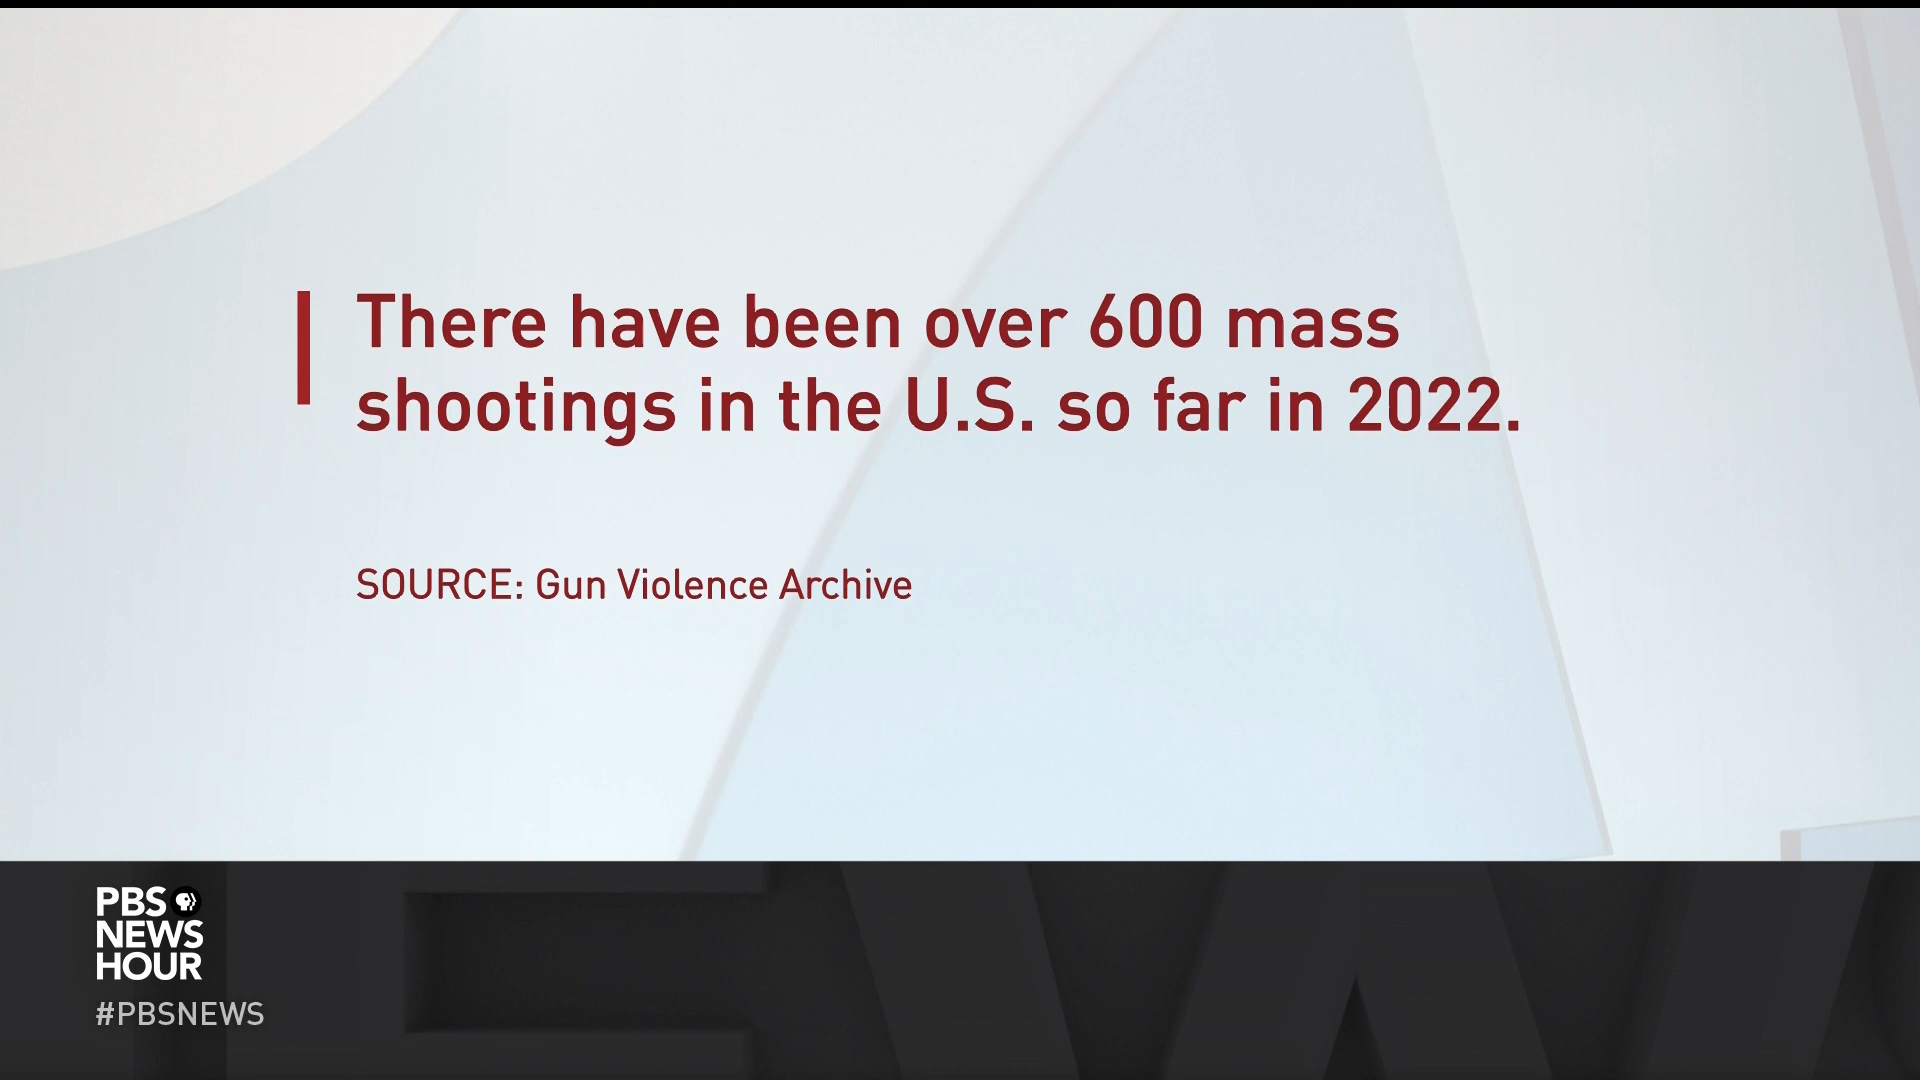 There have been over 600 mass
shootings in the U.S. so far in 2022.
SOURCE: Gun Violence Archive
PBS
NEWS
HOUR
#PBSNEWS